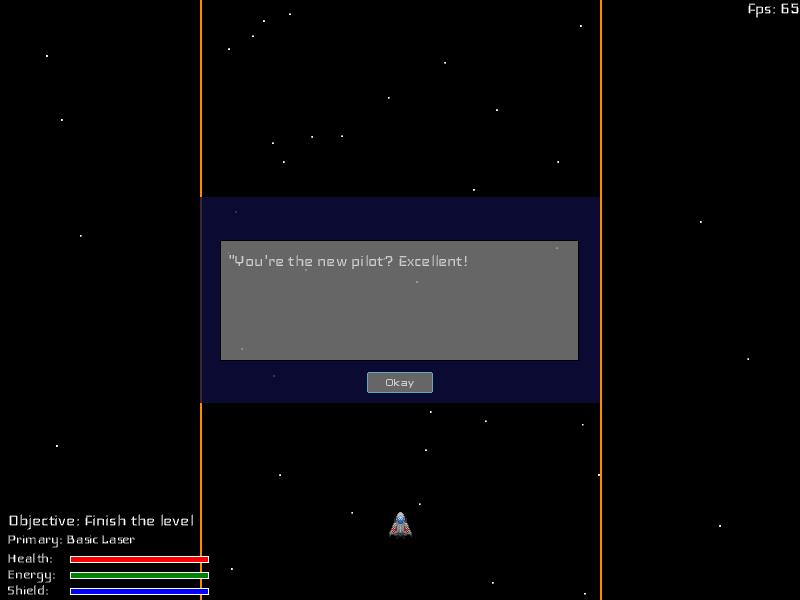 Fps: 65
"You're the new pilot? Excellent!
Okay
Objective: Finish the level
Primary: Basic Laser
Health:
Energy:
Shield: